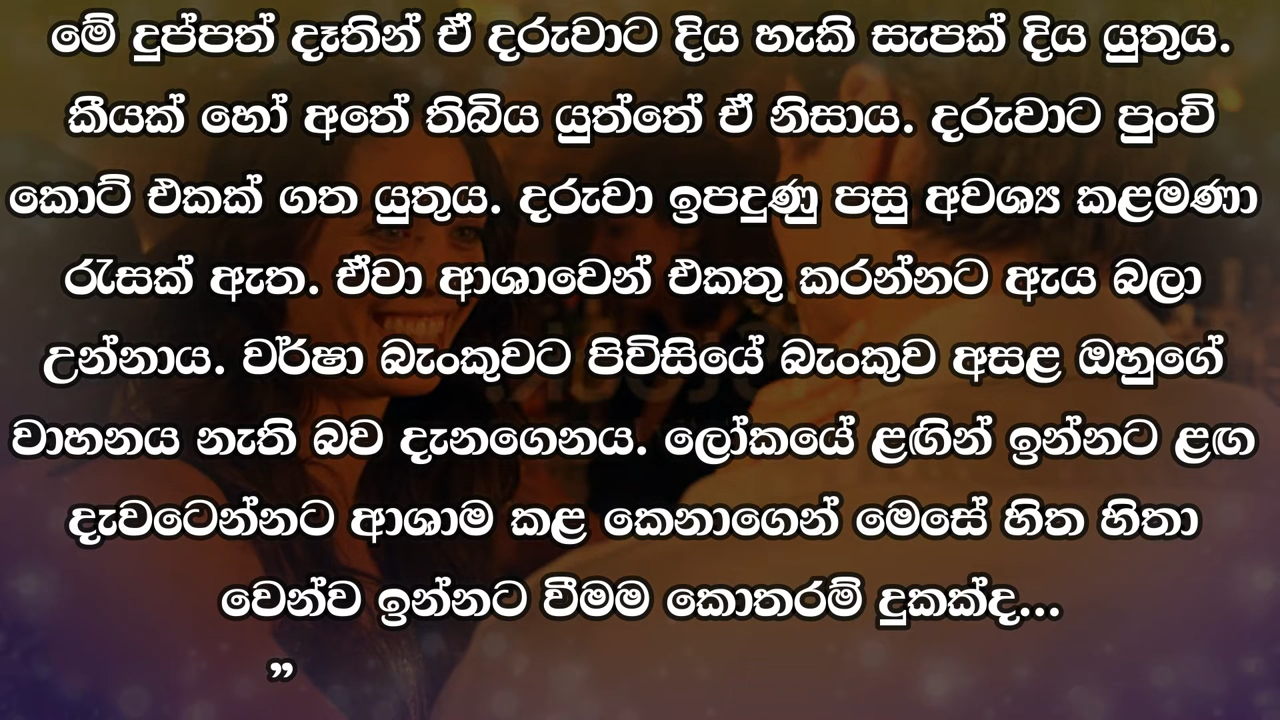 මේ දුප්පත් දෑතින් ඒ දරුවාට දිය හැකි සැපක් දිය යුතුය.
කීයක් හෝ අතේ තිබිය යුත්තේ ඒ නිසාය. දරුවාට පුංචි
කොට් එකක් ගත යුතුය. දරුවා ඉපදුණු පසු අවශ්‍ය කළමණා
රැසක් ඇත. ඒවා ආශාවෙන් එකතු කරන්නට ඇය බලා
උන්නාය. වර්ෂා බැංකුවට පිවිසියේ බැංකුව අසළ ඔහුගේ
වාහනය නැති බව දැනගෙනය. ලෝකයේ ළඟින් ඉන්නට ළඟ
දැවටෙන්නට ආශාම කළ කෙනාගෙන් මෙසේ හිත හිතා
වෙන්ව ඉන්නට වීමම කොතරම් දුකක්ද...
”